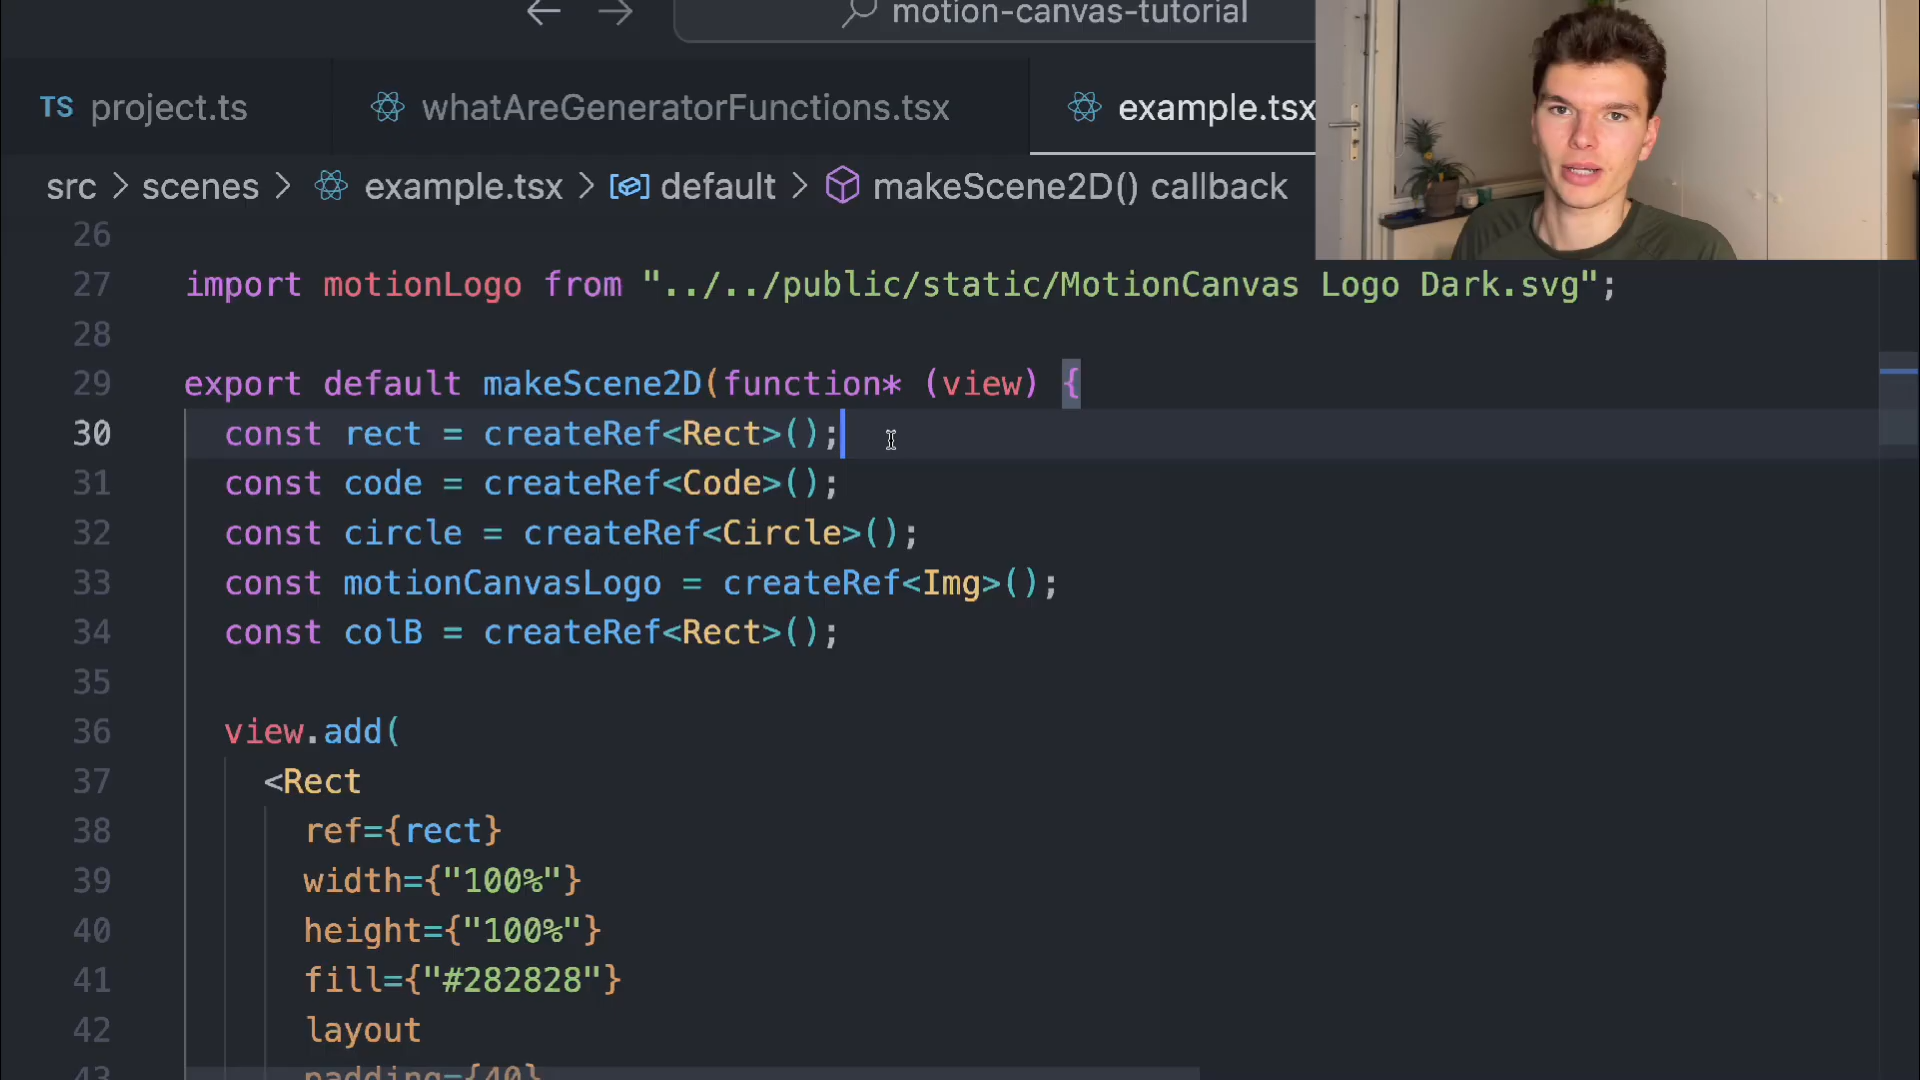 motion-canvas-tutorial
TS project.ts
whatAreGeneratorFunctions.tsx
example.tsx
src > scenes > example.tsx > default > makeScene2D() callback
26
27 import motionLogo from "../../public/static/MotionCanvas Logo Dark.svg";
28
29 export default makeScene2D(function* (view) {
30 const rect = createRef<Rect>();
31 const code = createRef<Code>();
32 const circle = createRef<Circle>();
33 const motionCanvasLogo = createRef<Img>();
34 const colB = createRef<Rect>();
35
36 view.add(
37 <Rect
38 ref={rect}
39 width={"100%"}
40 height={"100%"}
41 fill={"#282828"}
42 layout
43 padding={40}